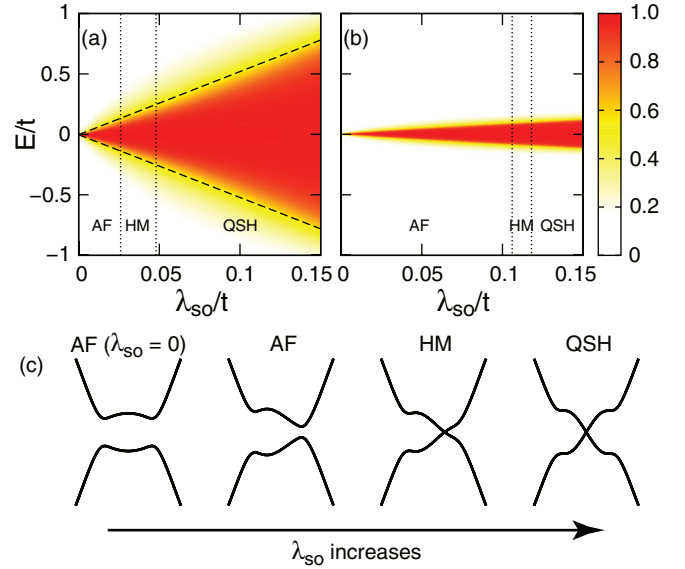 (a)
(b)
E/t
1
0.5
0
−0.5
−1
AF HM QSH
AF HM QSH
0 0.05 0.1 0.15
0 0.05 0.1 0.15
λso/t
λso/t
1.0
0.8
0.6
0.4
0.2
0
(c)
AF (λso = 0) AF HM QSH
λso increases